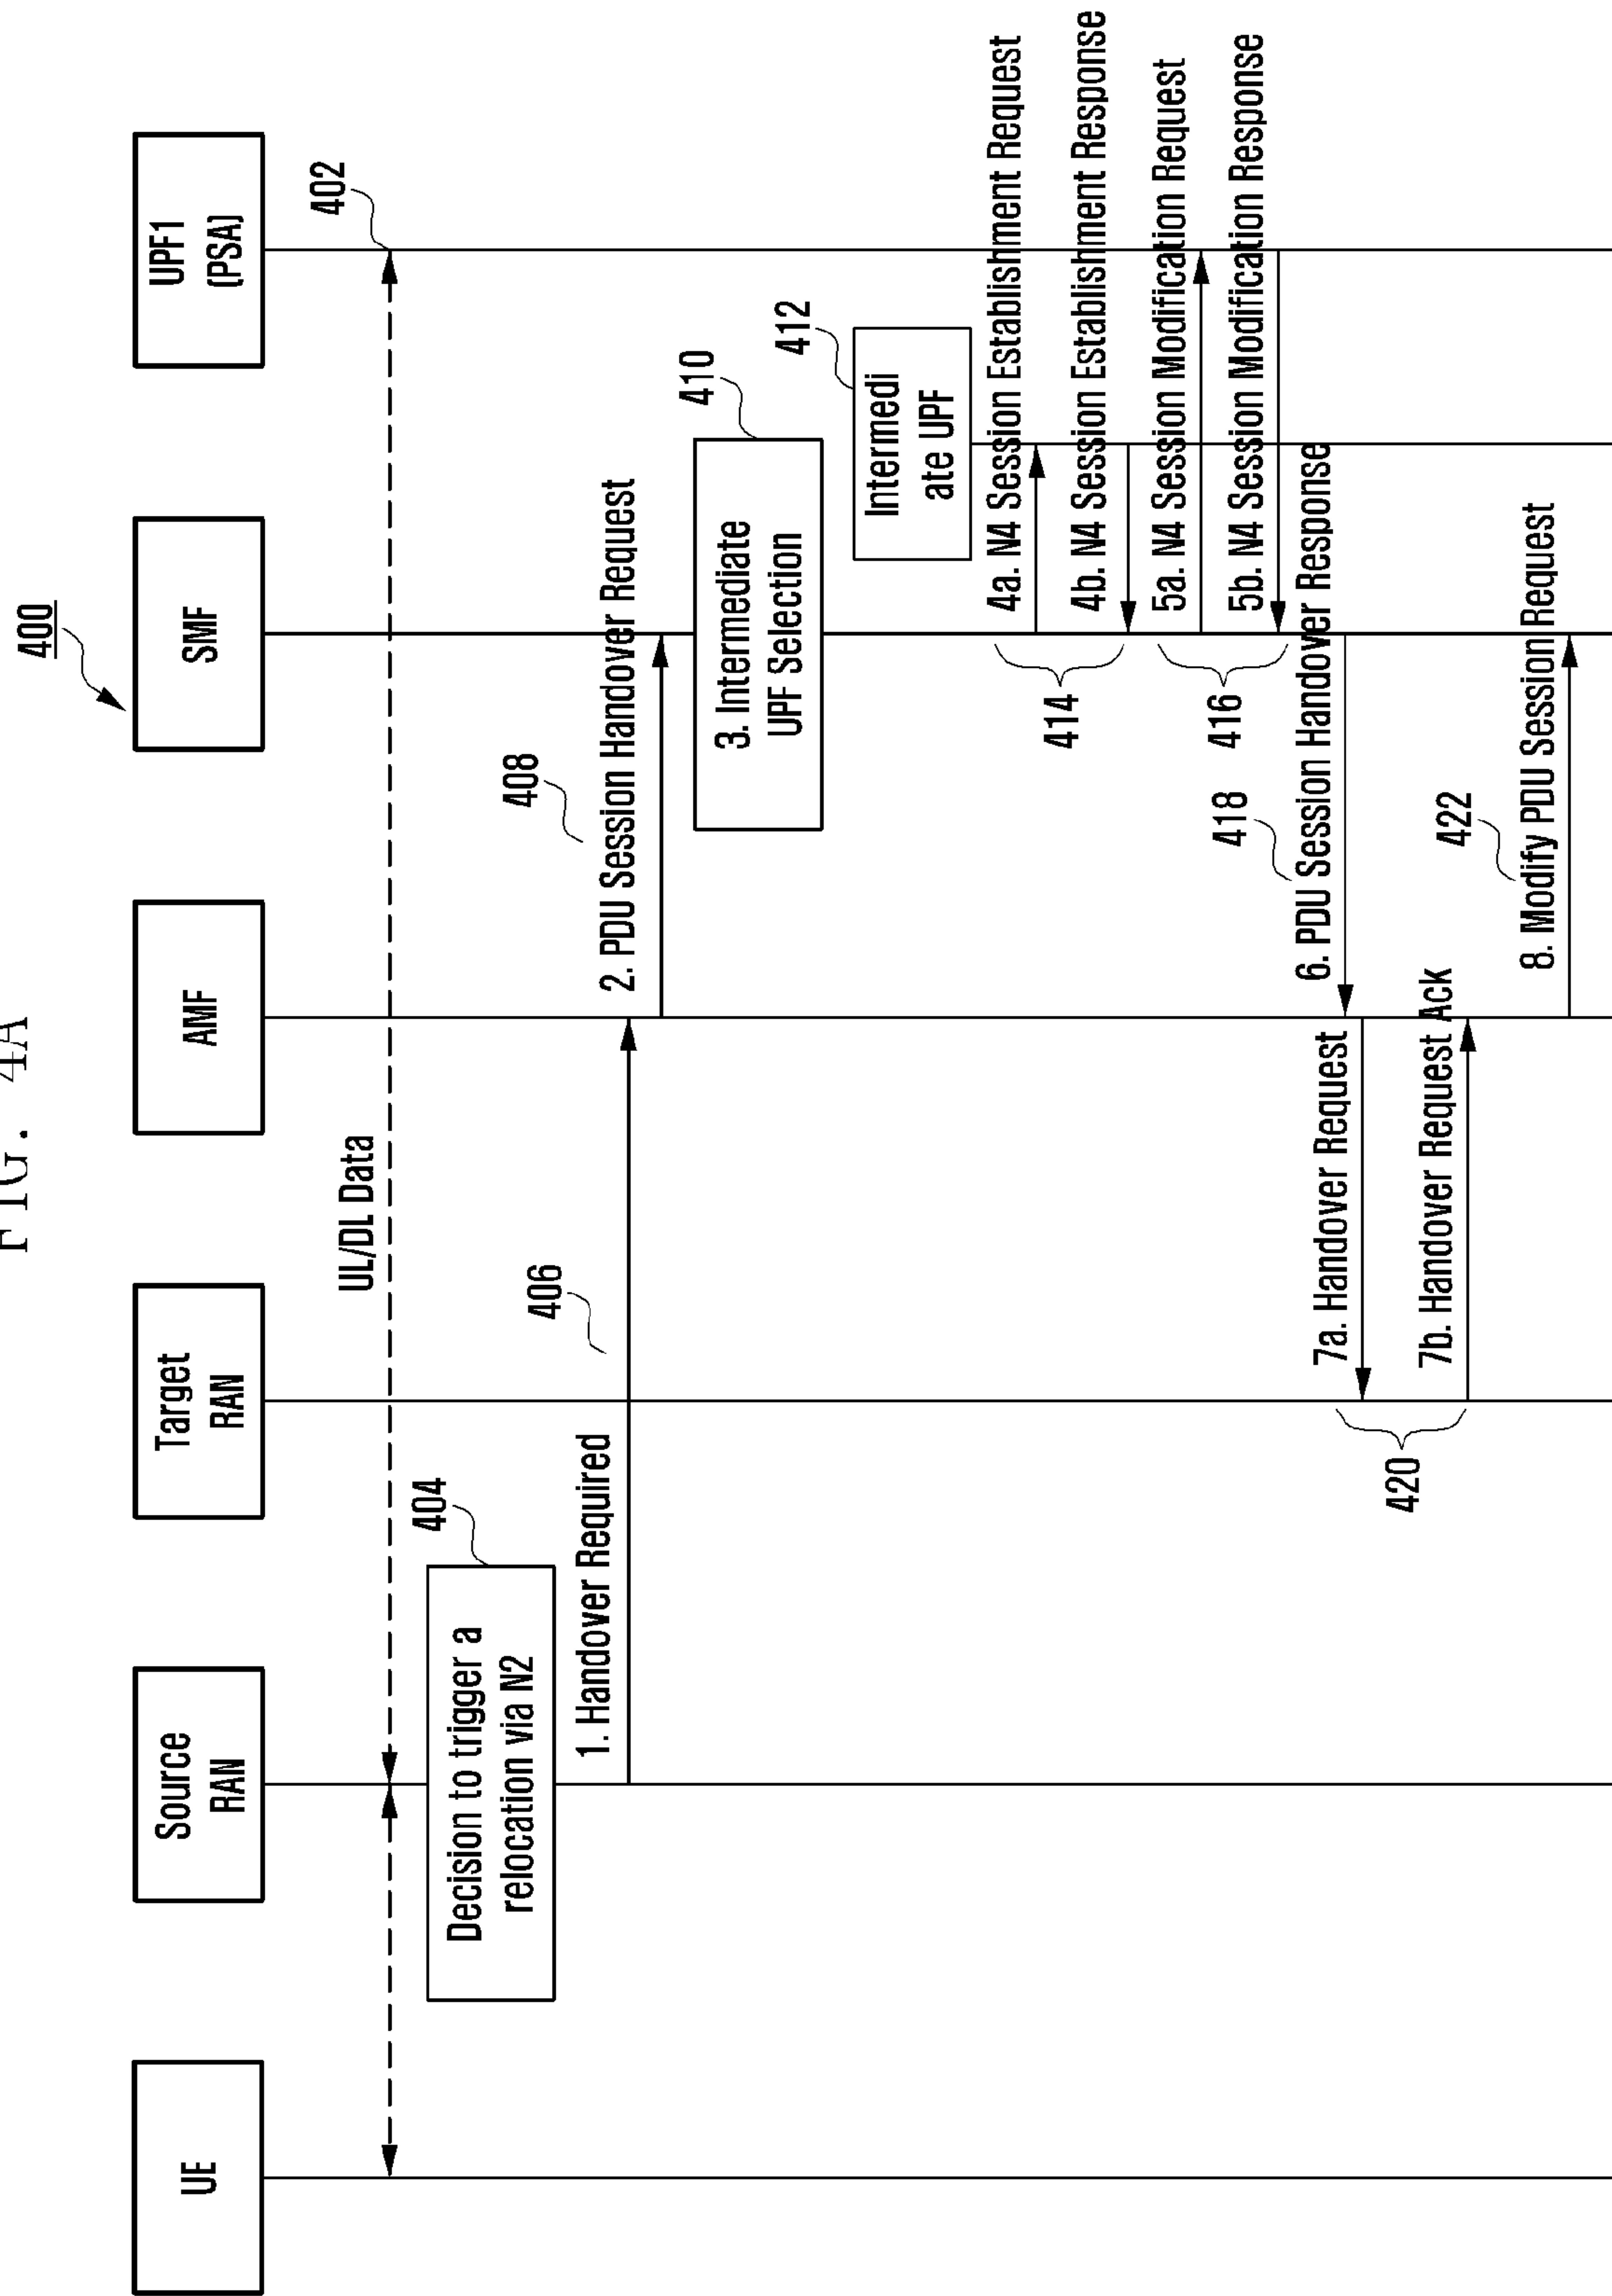 FIG. 4A
400
UE
Source
RAN
Target
RAN
AMF
SMF
UPF1
(PSA)
402
UL/DL Data
404
Decision to trigger a
relocation via N2
406
1. Handover Required
408
2. PDU Session Handover Request
410
3. Intermediate
UPF Selection
412
Intermedi
ate UPF
4a. N4 Session Establishment Request
4b. N4 Session Establishment Response
414
5a. N4 Session Modification Request
5b. N4 Session Modification Response
416
418
6. PDU Session Handover Response
7a. Handover Request
7b. Handover Request Ack
420
422
8. Modify PDU Session Request